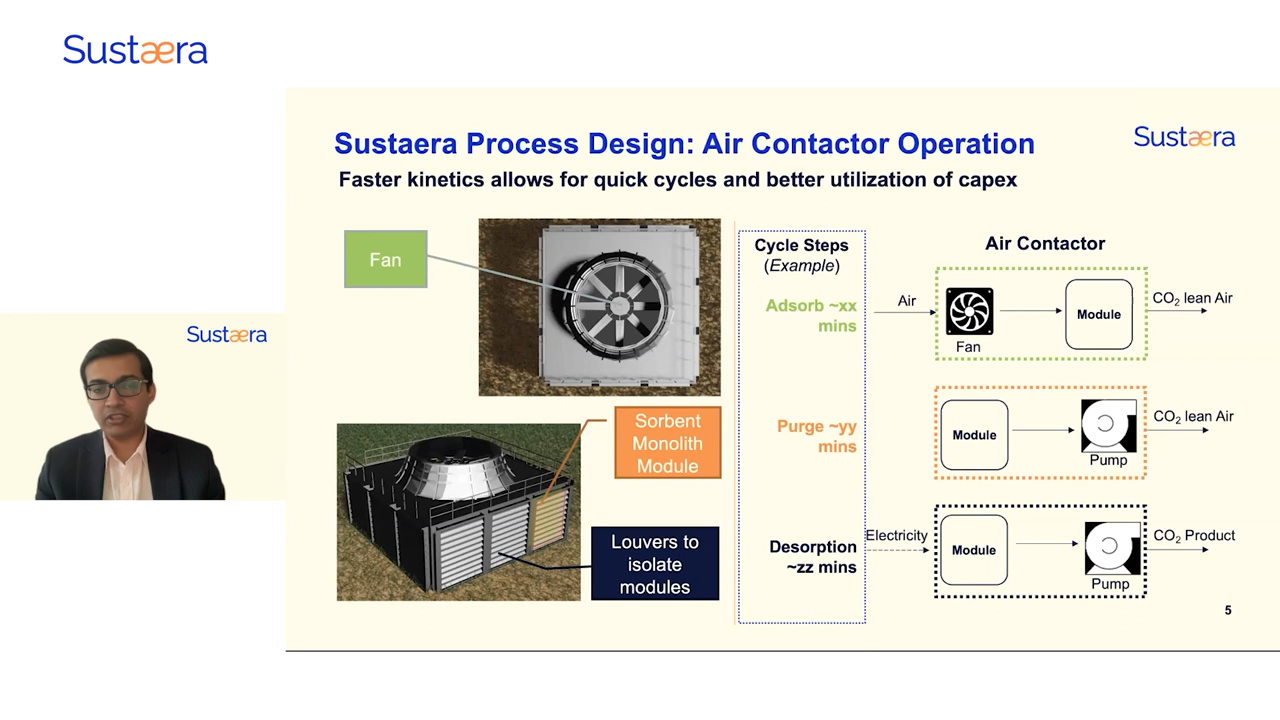 Sustaera
Sustaera Process Design: Air Contactor Operation
Sustaera
Faster kinetics allows for quick cycles and better utilization of capex
Fan
Sorbent
Monolith
Module
Louvers to
isolate
modules
Cycle Steps
(Example)
Adsorb ~xx
mins
Purge ~yy
mins
Desorption
~zz mins
Air Contactor
Air
Fan
Module
CO₂ lean Air
Module
Pump
CO₂ lean Air
Electricity
Module
Pump
CO₂ Product
5
Sustaera